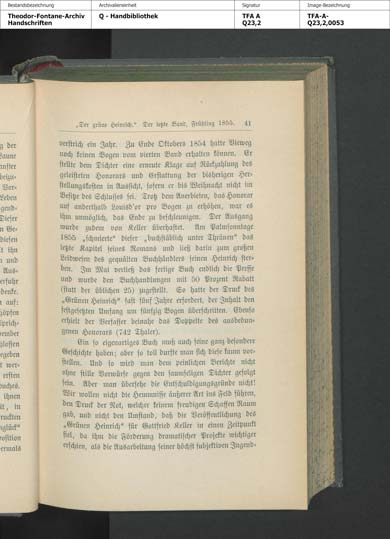 Bestandsbezeichnung
Archivalieneinheit
Signatur
Image-Bezeichnung
Theodor-Fontane-Archiv
Handschriften
Q - Handbibliothek
TFA A
Q23,2
TFA-A-
Q23,2,0053
„Der grüne Heinrich.“ Der letzte Band, Frühling 1855. 41
verstrich ein Jahr. Zu Ende Oktobers 1854 hatte Vieweg
noch keinen Bogen vom vierten Band erhalten können. Er
stellte dem Dichter eine erneute Klage auf Rückzahlung des
geleisteten Honorars und Erstattung der bisherigen Her-
stellungskosten in Aussicht, sofern er bis Weihnacht nicht im
Besitze des Schlusses sei. Trotz dem Anerbieten, das Honorar
auf anderthalb Louisd'or pro Bogen zu erhöhen, war es
ihm unmöglich, das Ende zu beschleunigen. Der Ausgang
wurde zudem von Keller überhastet. Am Palmsonntage
1855 „schmierte“ dieser „buchstäblich unter Thränen“ das
letzte Kapitel seines Romans und ließ darin zum großen
Leidwesen des gequälten Buchhändlers seinen Heinrich ster-
ben. Im Mai verließ das fertige Buch endlich die Presse
und wurde den Buchhandlungen mit 50 Prozent Rabatt
(statt der üblichen 25) zugestellt. So hatte der Druck des
„Grünen Heinrich“ fast fünf Jahre erfordert, der Inhalt den
festgesetzten Umfang um fünfzig Bogen überschritten. Ebenso
erhielt der Verfasser beinahe das Doppelte des ausbedun-
genen Honorars (742 Thaler).
Ein so eigenartiges Buch muß auch seine ganz besondere
Geschichte haben; aber so toll durfte man sich diese kaum vor-
stellen. Und so wird man den peinlichen Berichte nicht
ohne stille Vorwürfe gegen den saumseligen Dichter gefolgt
sein. Aber man übersehe die Entschuldigungsgründe nicht!
Wir wollen nicht die Hemmnisse äußerer Art ins Feld führen,
den Druck der Not, welcher keinem freudigen Schaffen Raum
gab, und nicht den Umstand, daß die Veröffentlichung des
„Grünen Heinrich“ für Gottfried Keller in einen Zeitpunkt
fiel, da ihm die Förderung dramatischer Projekte wichtiger
erschien, als die Ausarbeitung seiner höchst subjektiven Jugend-